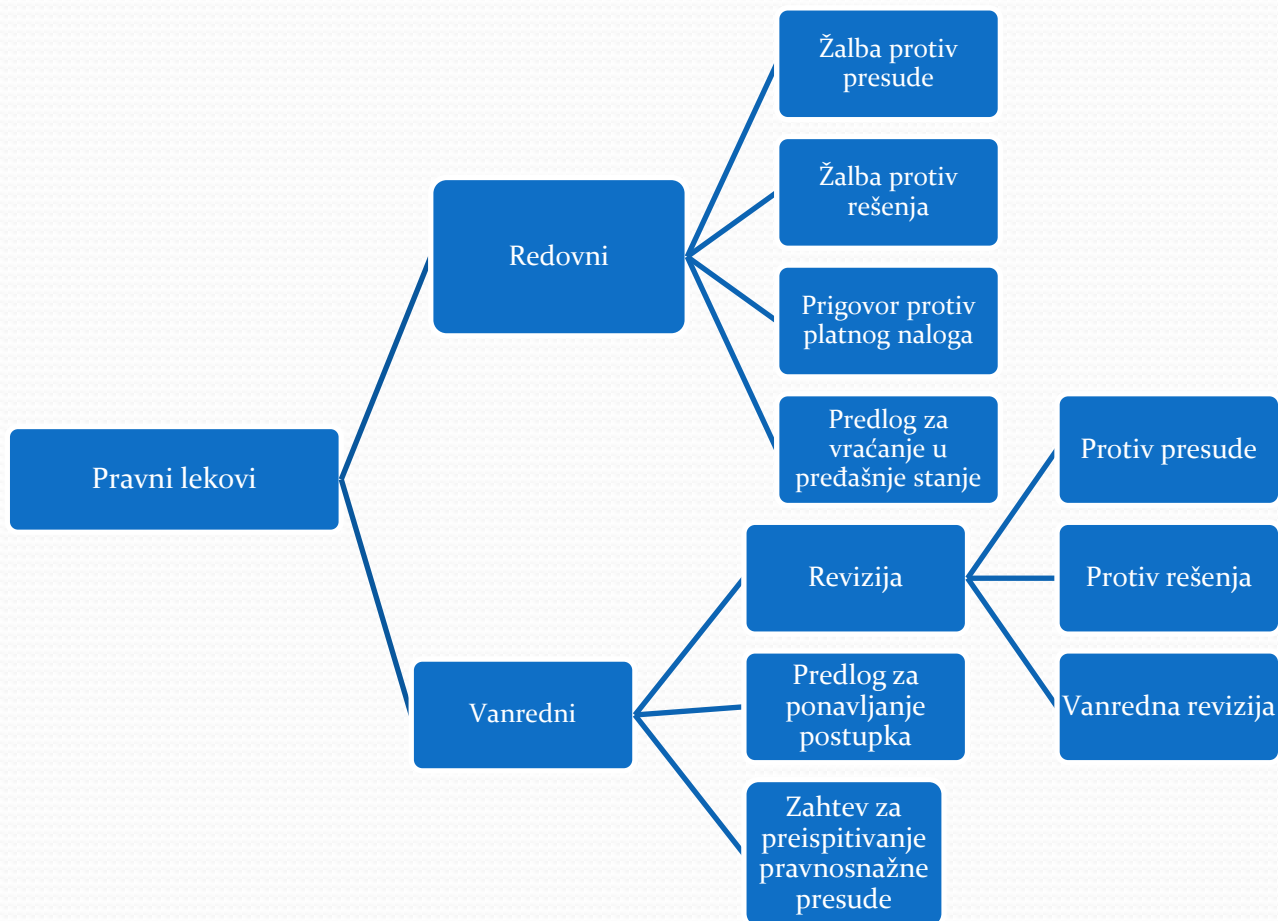 Pravni lekovi
Redovni
Žalba protiv
presude
Žalba protiv
rešenja
Prigovor protiv
platnog naloga
Predlog za
vraćanje u
pređašnje stanje
Vanredni
Revizija
Protiv presude
Protiv rešenja
Vanredna revizija
Predlog za
ponavljanje
postupka
Zahtev za
preispitivanje
pravnosnažne
presude